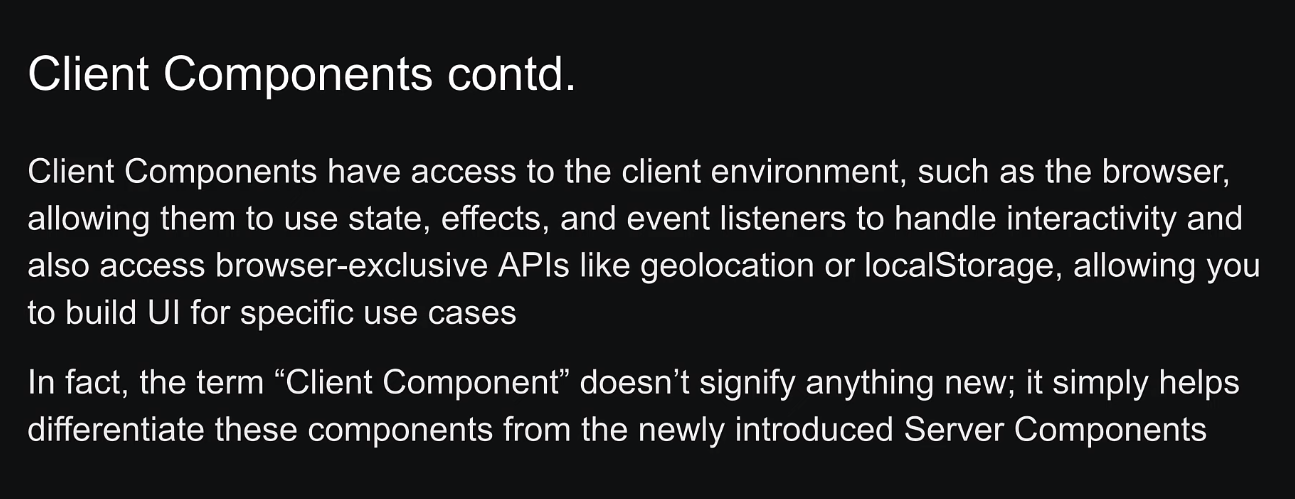 Client Components contd.
Client Components have access to the client environment, such as the browser,
allowing them to use state, effects, and event listeners to handle interactivity and
also access browser-exclusive APIs like geolocation or localStorage, allowing you
to build UI for specific use cases
In fact, the term “Client Component” doesn’t signify anything new; it simply helps
differentiate these components from the newly introduced Server Components